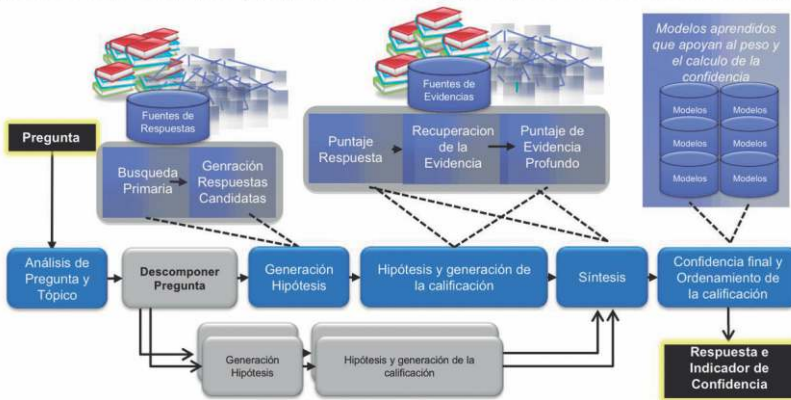 Fuentes de
Respuestas
Fuentes de
Evidencias
Modelos aprendidos
que apoyan al peso y
el calculo de la
confidencia
Modelos
Modelos
Modelos
Modelos
Modelos
Modelos
Pregunta
Busqueda
Primaria
Genración
Respuestas
Candidatas
Puntaje
Respuesta
Recuperacion
de la
Evidencia
Puntaje de
Evidencia
Profundo
Análisis de
Pregunta y
Tópico
Descomponer
Pregunta
Generación
Hipótesis
Hipótesis y generación de
la calificación
Síntesis
Confidencia final y
Ordenamiento de
la calificación
Generación
Hipótesis
Hipótesis y generación de la
calificación
Respuesta e
Indicador de
Confidencia